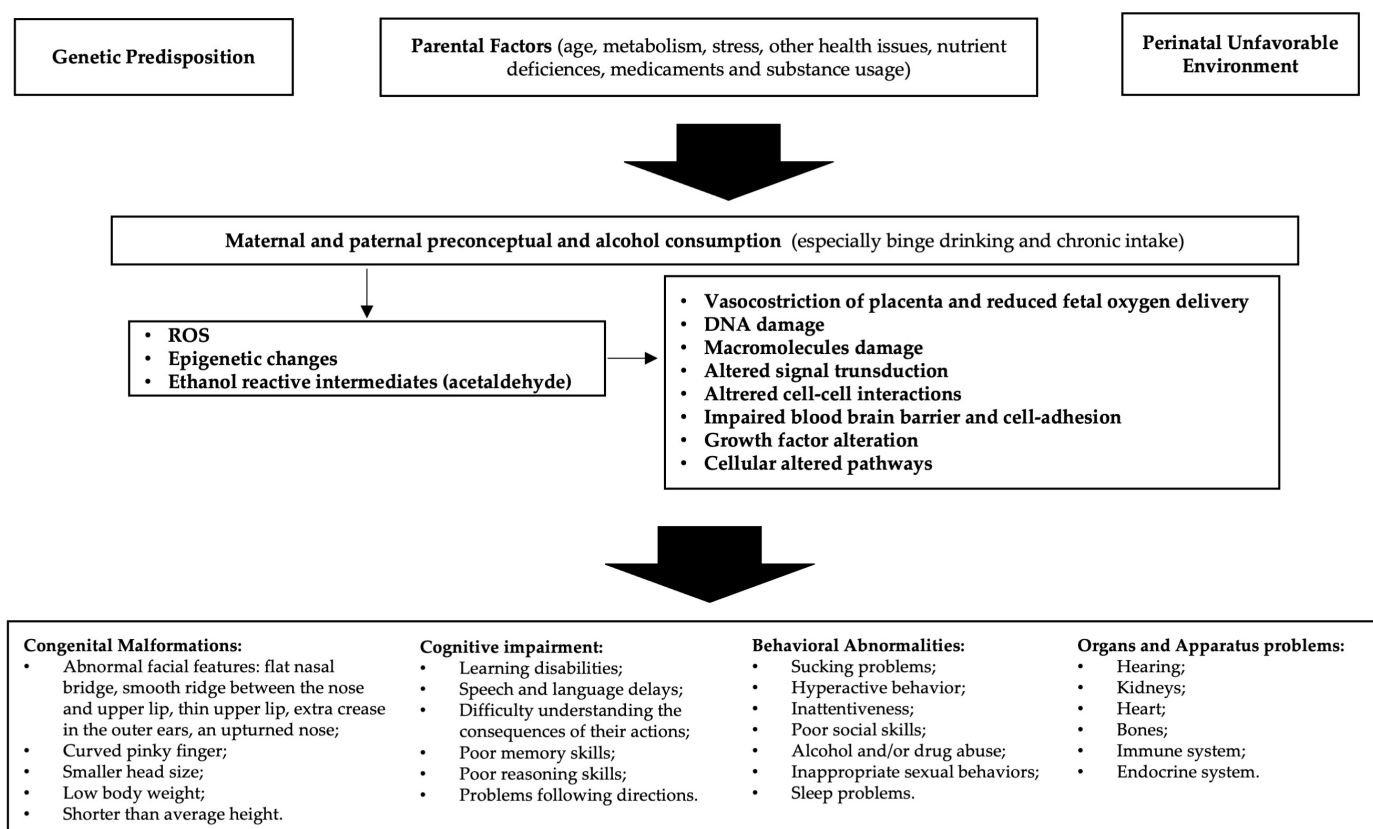 Genetic Predisposition
Parental Factors (age, metabolism, stress, other health issues, nutrient
deficiences, medicaments and substance usage)
Perinatal Unfavorable
Environment
Maternal and paternal preconceptual and alcohol consumption (especially binge drinking and chronic intake)
• ROS
• Epigenetic changes
• Ethanol reactive intermediates (acetaldehyde)
• Vasocostriction of placenta and reduced fetal oxygen delivery
• DNA damage
• Macromolecules damage
• Altered signal trunsduction
• Altrered cell-cell interactions
• Impaired blood brain barrier and cell-adhesion
• Growth factor alteration
• Cellular altered pathways
Congenital Malformations:
• Abnormal facial features: flat nasal
bridge, smooth ridge between the nose
and upper lip, thin upper lip, extra crease
in the outer ears, an upturned nose;
• Curved pinky finger;
• Smaller head size;
• Low body weight;
• Shorter than average height.
Cognitive impairment:
• Learning disabilities;
• Speech and language delays;
• Difficulty understanding the
consequences of their actions;
• Poor memory skills;
• Poor reasoning skills;
• Problems following directions.
Behavioral Abnormalities:
• Sucking problems;
• Hyperactive behavior;
• Inattentiveness;
• Poor social skills;
• Alcohol and/or drug abuse;
• Inappropriate sexual behaviors;
• Sleep problems.
Organs and Apparatus problems:
• Hearing;
• Kidneys;
• Heart;
• Bones;
• Immune system;
• Endocrine system.